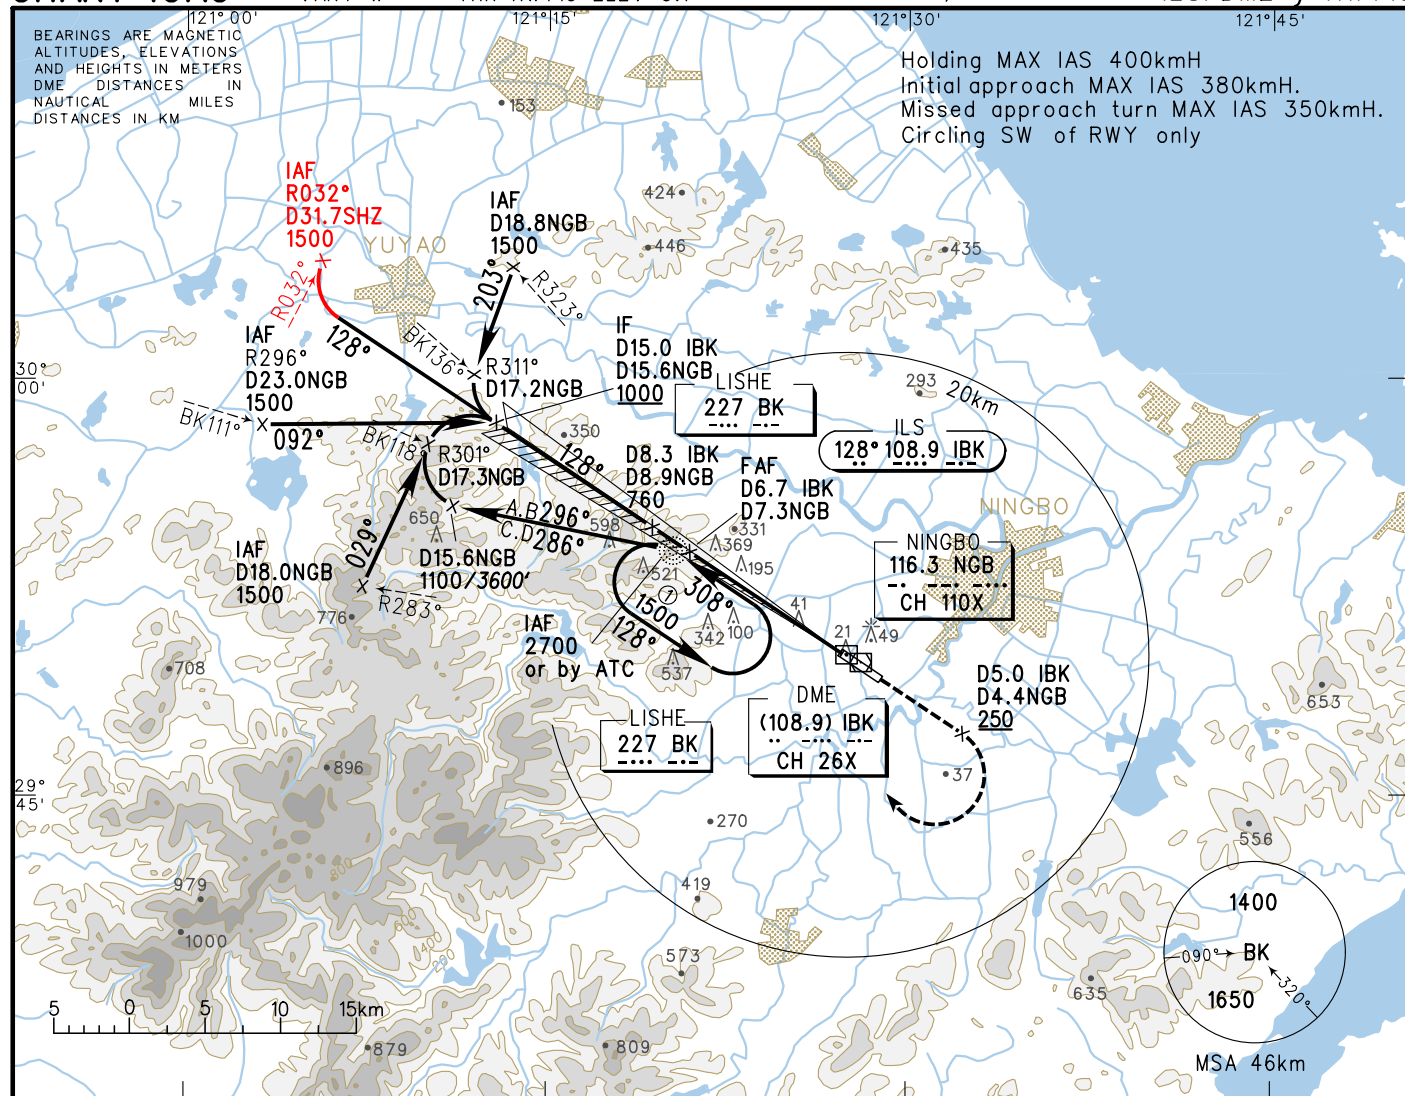 121°00'
121°15'
121°30'
121°45'
BEARINGS ARE MAGNETIC
ALTITUDES, ELEVATIONS
AND HEIGHTS IN METERS
DME DISTANCES IN
NAUTICAL MILES
DISTANCES IN KM
Holding MAX IAS 400kmH
Initial approach MAX IAS 380kmH.
Missed approach turn MAX IAS 350kmH.
Circling SW of RWY only
153
IAF
R032°
D31.7SHZ
1500
YUYAO
R032°
IAF
D18.8NGB
1500
203°
R323°
424
446
435
128°
BK136°
IAF
R296°
D23.0NGB
1500
BK111°
092°
R311°
D17.2NGB
IF
D15.0 IBK
D15.6NGB
1000
LISHE
227 BK
293
20km
ILS
128° 108.9 IBK
30°
00'
350
128°
BK118°
R301°
D17.3NGB
D8.3 IBK
D8.9NGB
760
FAF
D6.7 IBK
D7.3NGB
NINGBO
NINGBO
116.3 NGB
CH 110X
650
A.B296°
C.D286°
598
331
369
195
521
D15.6NGB
1100/3600'
029°
IAF
D18.0NGB
1500
R283°
776
1
1500
308°
128°
342
100
537
41
21
49
IAF
2700
or by ATC
708
D5.0 IBK
D4.4NGB
250
653
LISHE
227 BK
DME
(108.9) IBK
CH 26X
896
37
29°
45'
270
556
800
979
419
1000
600
400
200
573
635
1400
090°
BK
320°
1650
MSA 46km
5 0 5 10 15km
879
809